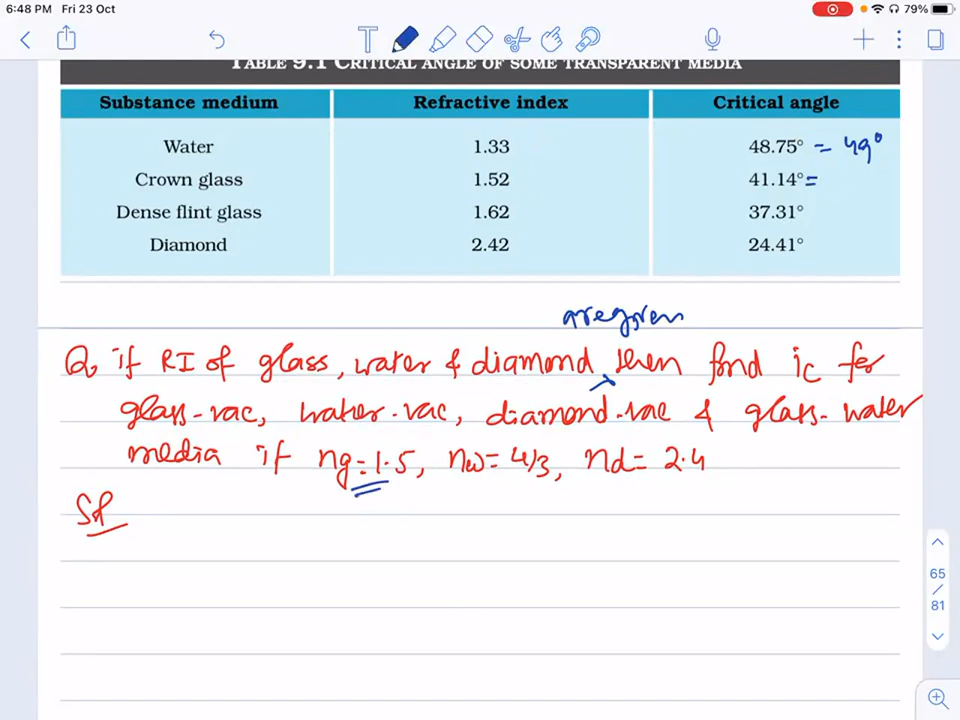 6:48 PM Fri 23 Oct 79%
TABLE 9.1 CRITICAL ANGLE OF SOME TRANSPARENT MEDIA
Substance medium Refractive index Critical angle
Water 1.33 48.75° = 49°
Crown glass 1.52 41.14° =
Dense flint glass 1.62 37.31°
Diamond 2.42 24.41°
are given
Q. if RI of glass, water & diamond then find ic for
glass-vac, water-vac, diamond-vac & glass-water
media if ng = 1.5, nw = 4/3, nd = 2.4
Sol
65
/
81